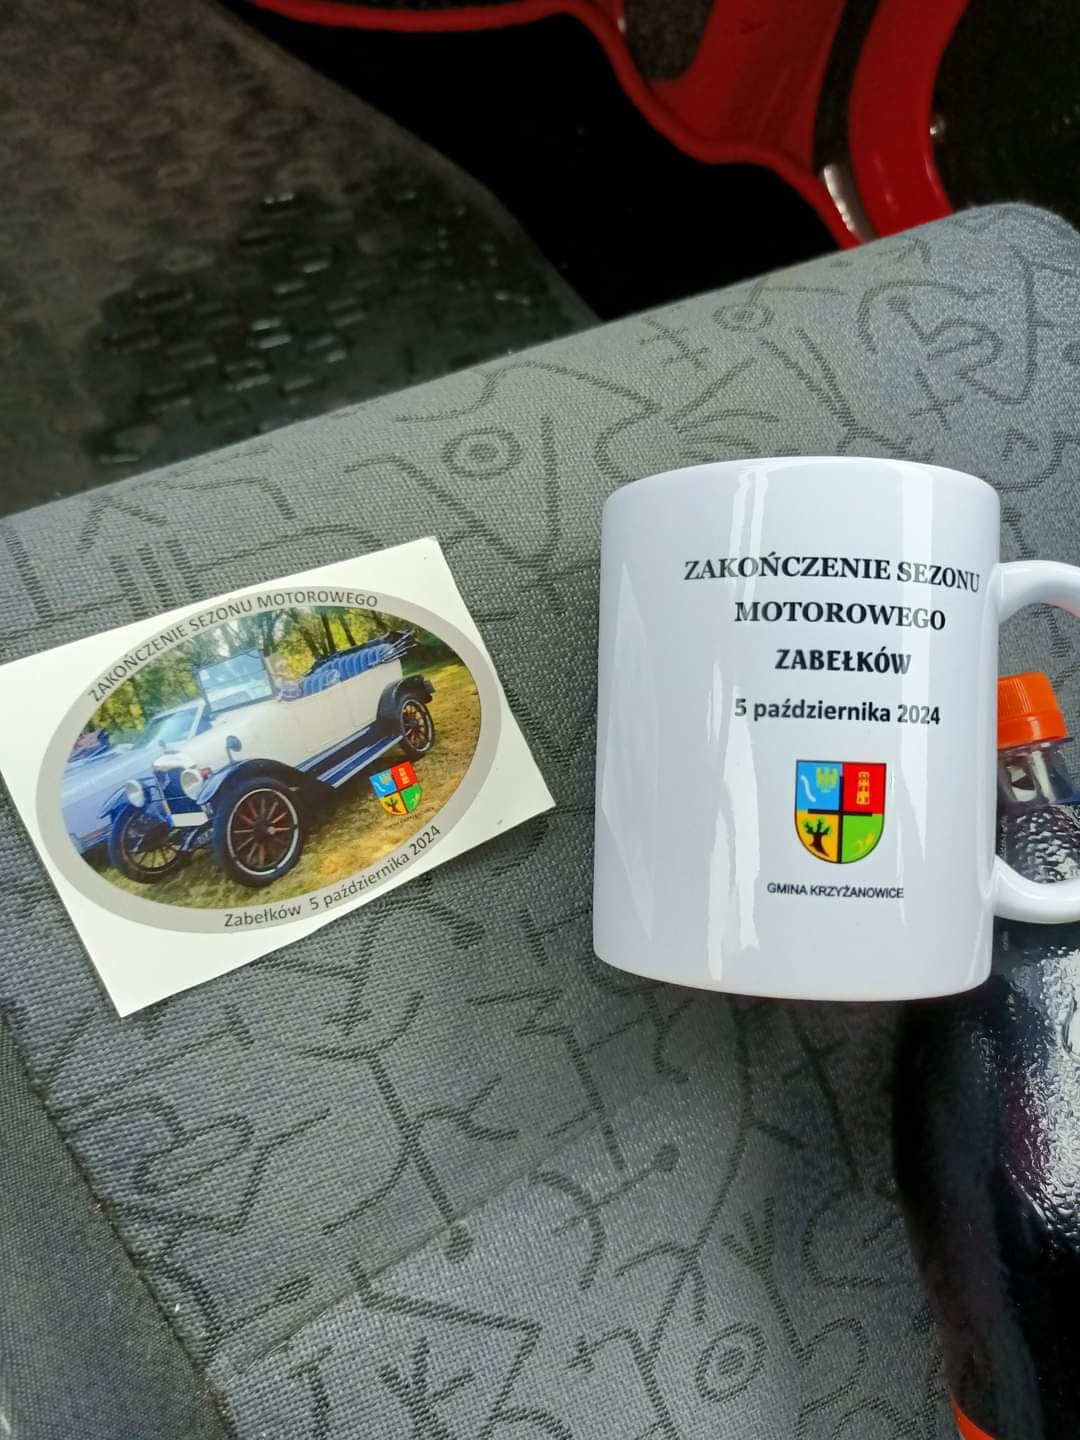 ZAKOŃCZENIE SEZONU MOTOROWEGO
Zabełków 5 października 2024
ZAKOŃCZENIE SEZONU
MOTOROWEGO
ZABEŁKÓW
5 października 2024
GMINA KRZYŻANOWICE